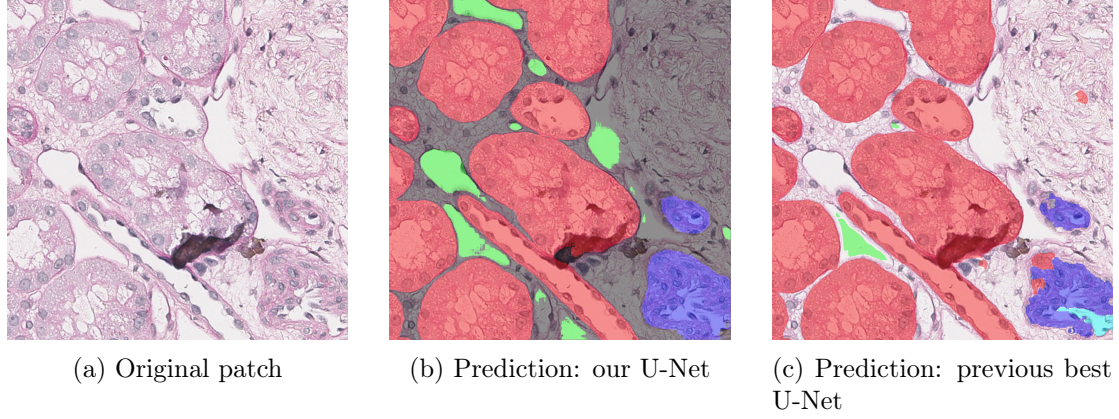 (a) Original patch
(b) Prediction: our U-Net
(c) Prediction: previous best
U-Net